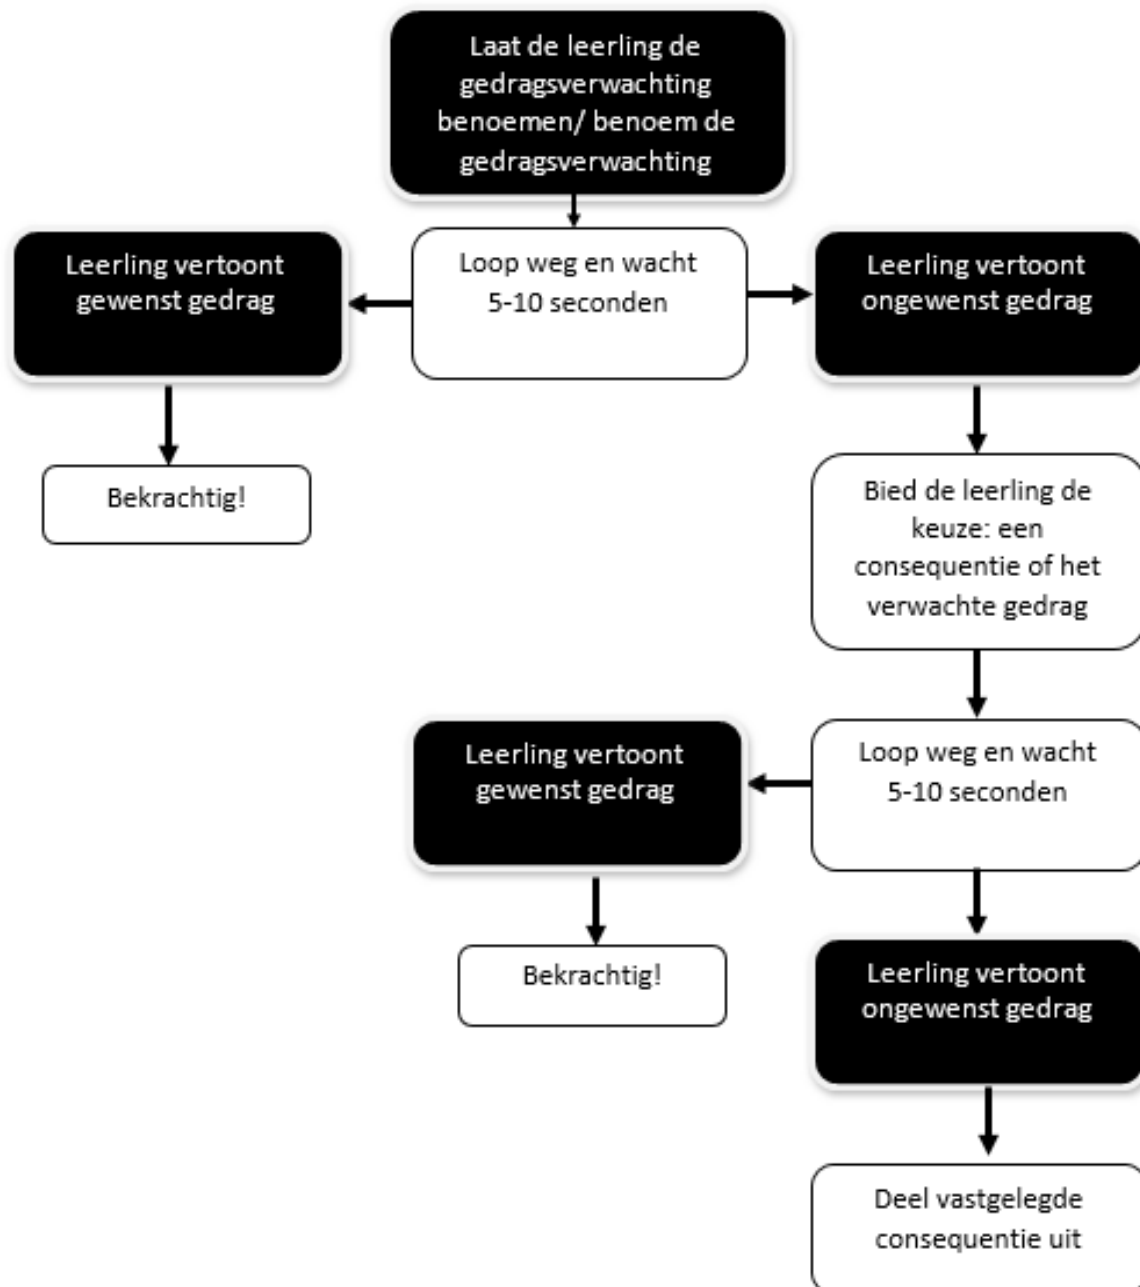 Laat de leerling de
gedragsverwachting
benoemen/ benoem de
gedragsverwachting
Leerling vertoont
gewenst gedrag
Loop weg en wacht
5-10 seconden
Leerling vertoont
ongewenst gedrag
Bekrachtig!
Bied de leerling de
keuze: een
consequentie of het
verwachte gedrag
Leerling vertoont
gewenst gedrag
Loop weg en wacht
5-10 seconden
Bekrachtig!
Leerling vertoont
ongewenst gedrag
Deel vastgelegde
consequentie uit